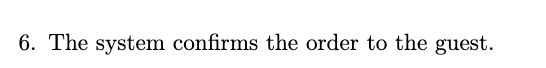 6. The system confirms the order to the guest.